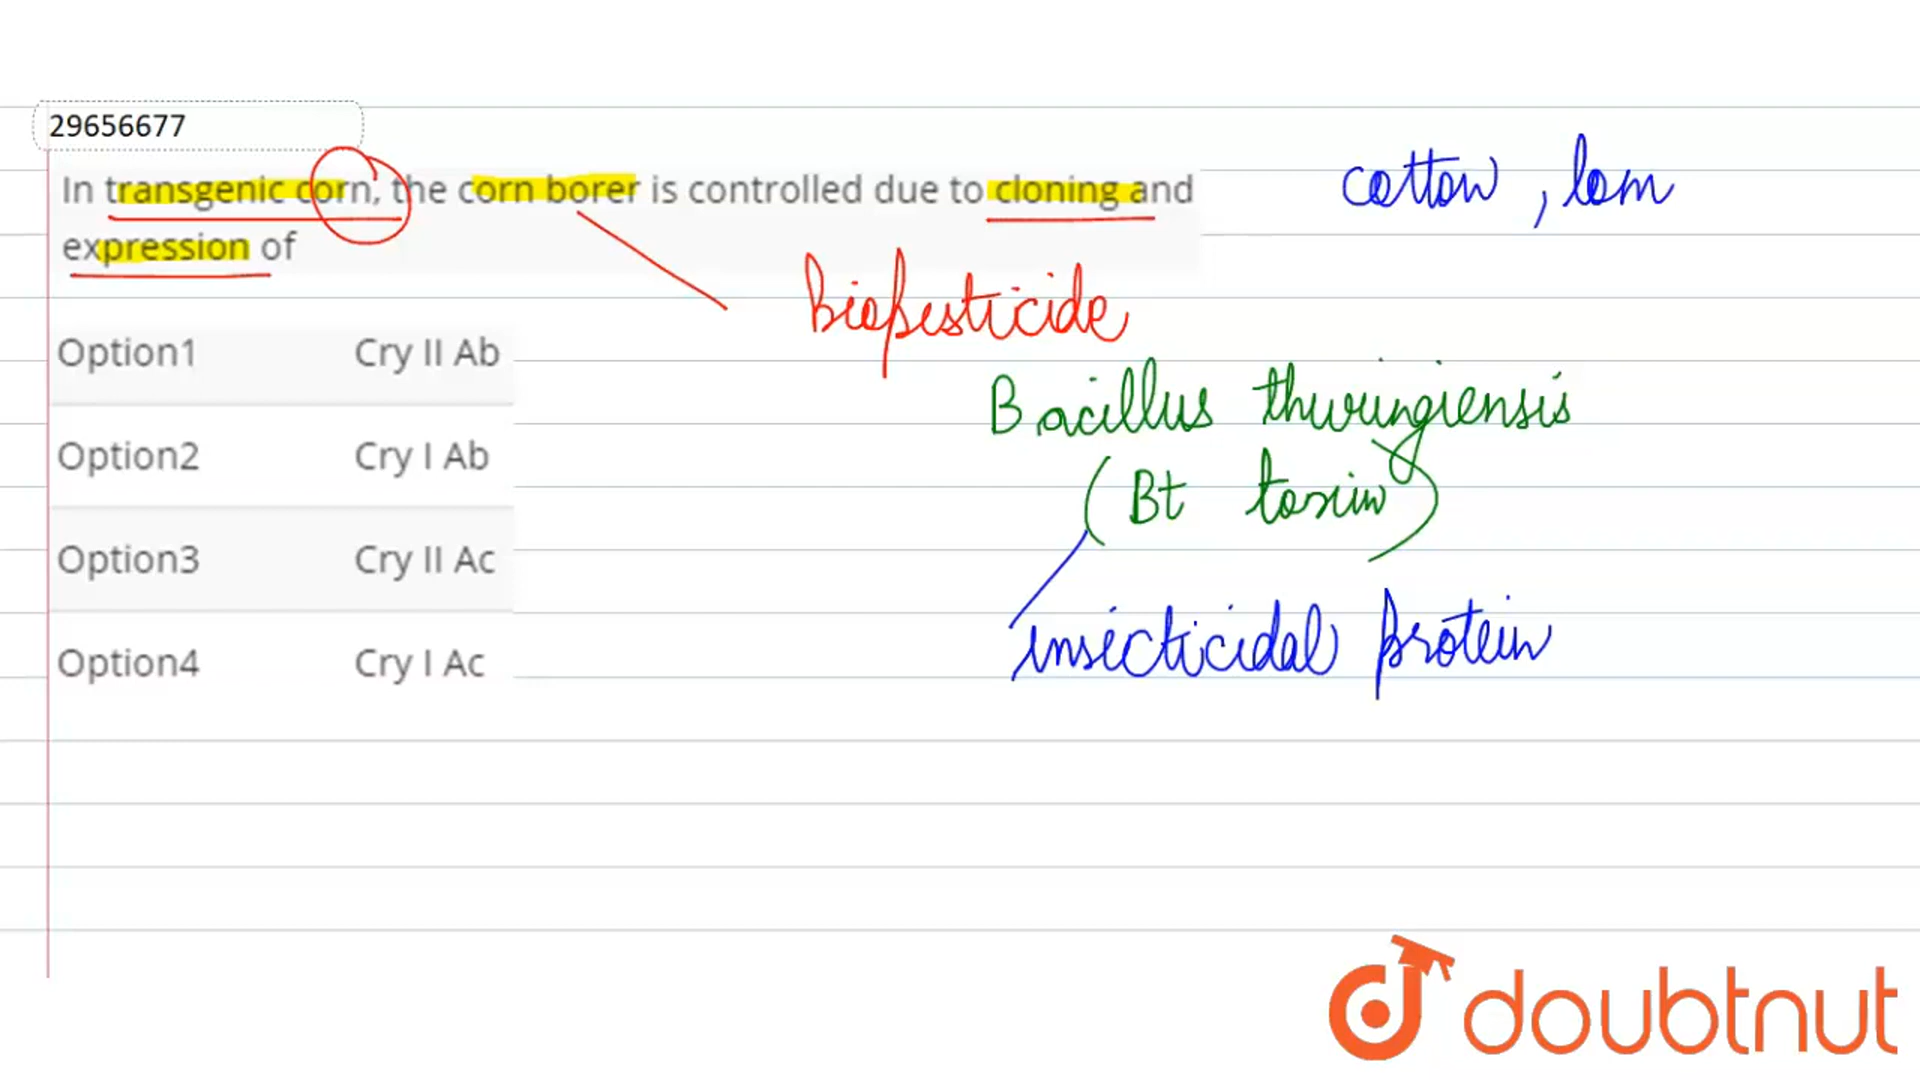 29656677
In transgenic corn, the corn borer is controlled due to cloning and
expression of
cotton, corn
Biopesticide
Option1 Cry II Ab
Bacillus thuringiensis
Option2 Cry I Ab
(Bt toxin)
Option3 Cry II Ac
insecticidal protein
Option4 Cry I Ac
doubtnut